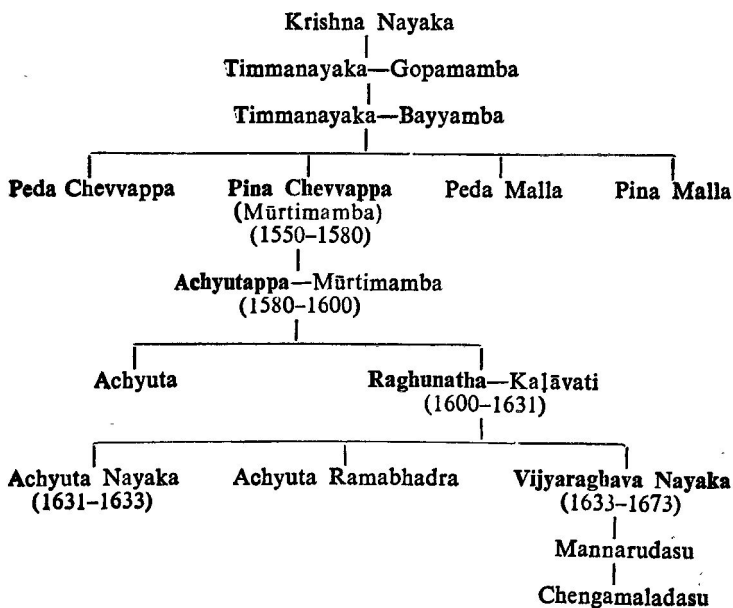 Krishna Nayaka
Timmanayaka—Gopamamba
Timmanayaka—Bayyamba
Peda Chevvappa Pina Chevvappa Peda Malla Pina Malla
(Mūrtimamba)
(1550–1580)
Achyutappa—Mūrtimamba
(1580–1600)
Achyuta Raghunatha—Kaḷāvati
(1600–1631)
Achyuta Nayaka Achyuta Ramabhadra Vijyaraghava Nayaka
(1631–1633) (1633–1673)
Mannarudasu
Chengamaladasu